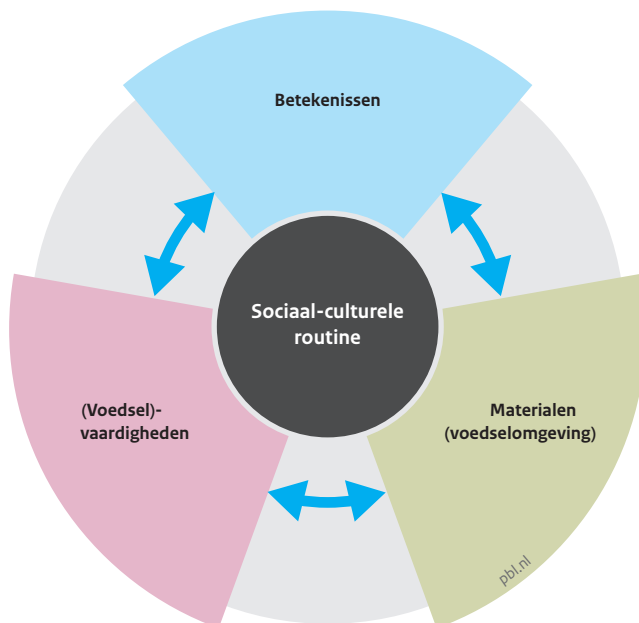 Betekenissen
Sociaal-culturele
routine
(Voedsel)-
vaardigheden
Materialen
(voedselomgeving)
pbl.nl